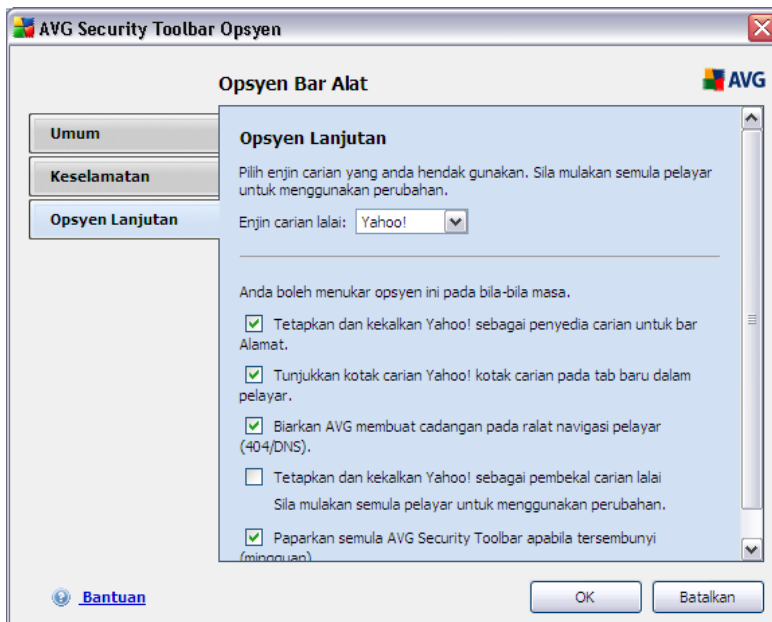 AVG Security Toolbar Opsyen
Opsyen Bar Alat
AVG
Umum
Keselamatan
Opsyen Lanjutan
Opsyen Lanjutan
Pilih enjin carian yang anda hendak gunakan. Sila mulakan semula pelayar
untuk menggunakan perubahan.
Enjin carian lalai: Yahoo!
Anda boleh menukar opsyen ini pada bila-bila masa.
Tetapkan dan kekalkan Yahoo! sebagai penyedia carian untuk bar
Alamat.
Tunjukkan kotak carian Yahoo! kotak carian pada tab baru dalam
pelayar.
Biarkan AVG membuat cadangan pada ralat navigasi pelayar
(404/DNS).
Tetapkan dan kekalkan Yahoo! sebagai pembekal carian lalai
Sila mulakan semula pelayar untuk menggunakan perubahan.
Paparkan semula AVG Security Toolbar apabila tersembunyi
(mingguan)
Bantuan
OK
Batalkan